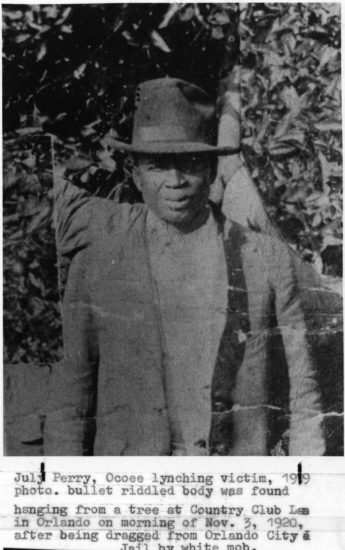 July Perry, Ocoee lynching victim, 1919
photo. bullet riddled body was found
hanging from a tree at Country Club Las
in Orlando on morning of Nov. 3, 1920,
after being dragged from Orlando City &
Jail by white mob.